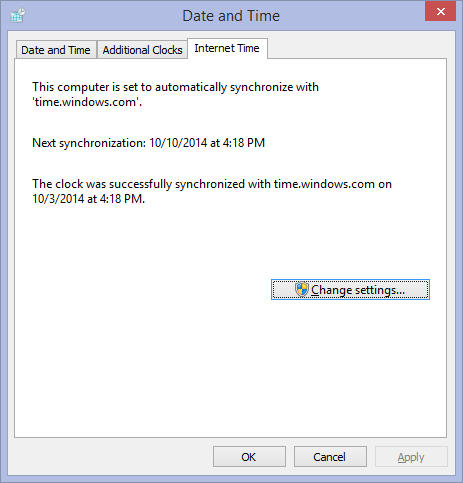 Date and Time
Date and Time Additional Clocks Internet Time
This computer is set to automatically synchronize with
'time.windows.com'.
Next synchronization: 10/10/2014 at 4:18 PM
The clock was successfully synchronized with time.windows.com on
10/3/2014 at 4:18 PM.
Change settings...
OK Cancel Apply